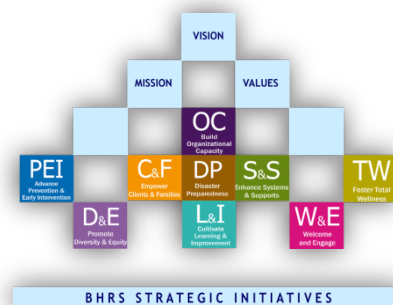 VISION
MISSION
VALUES
OC
Build
Organizational
Capacity
PEI
Advance
Prevention &
Early Intervention
C&F
Empower
Clients & Families
DP
Disaster
Preparedness
S&S
Enhance Systems
& Supports
TW
Foster Total
Wellness
D&E
Promote
Diversity & Equity
L&I
Cultivate
Learning &
Improvement
W&E
Welcome
and Engage
BHRS STRATEGIC INITIATIVES